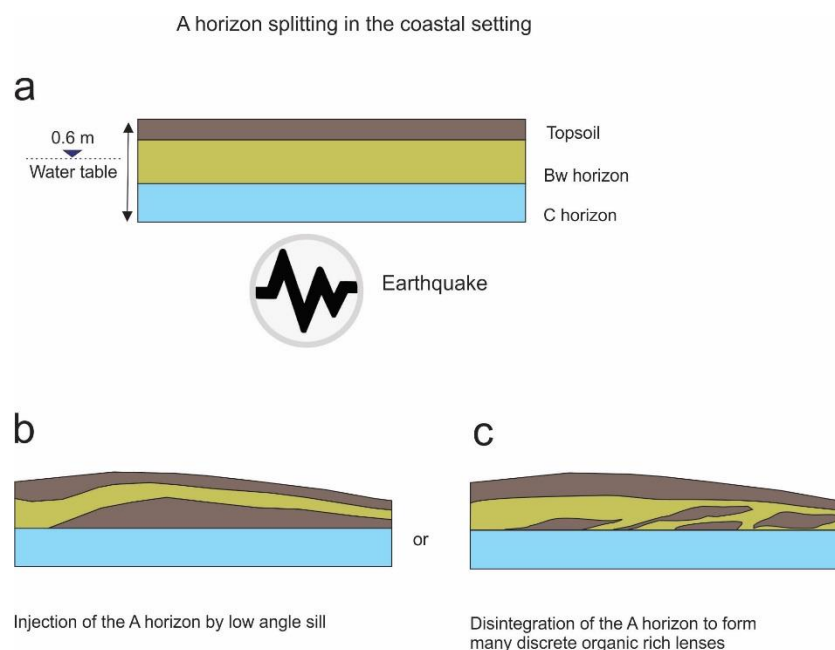 A horizon splitting in the coastal setting
a
0.6 m
Water table
Topsoil
Bw horizon
C horizon
Earthquake
b
c
or
Injection of the A horizon by low angle sill
Disintegration of the A horizon to form
many discrete organic rich lenses